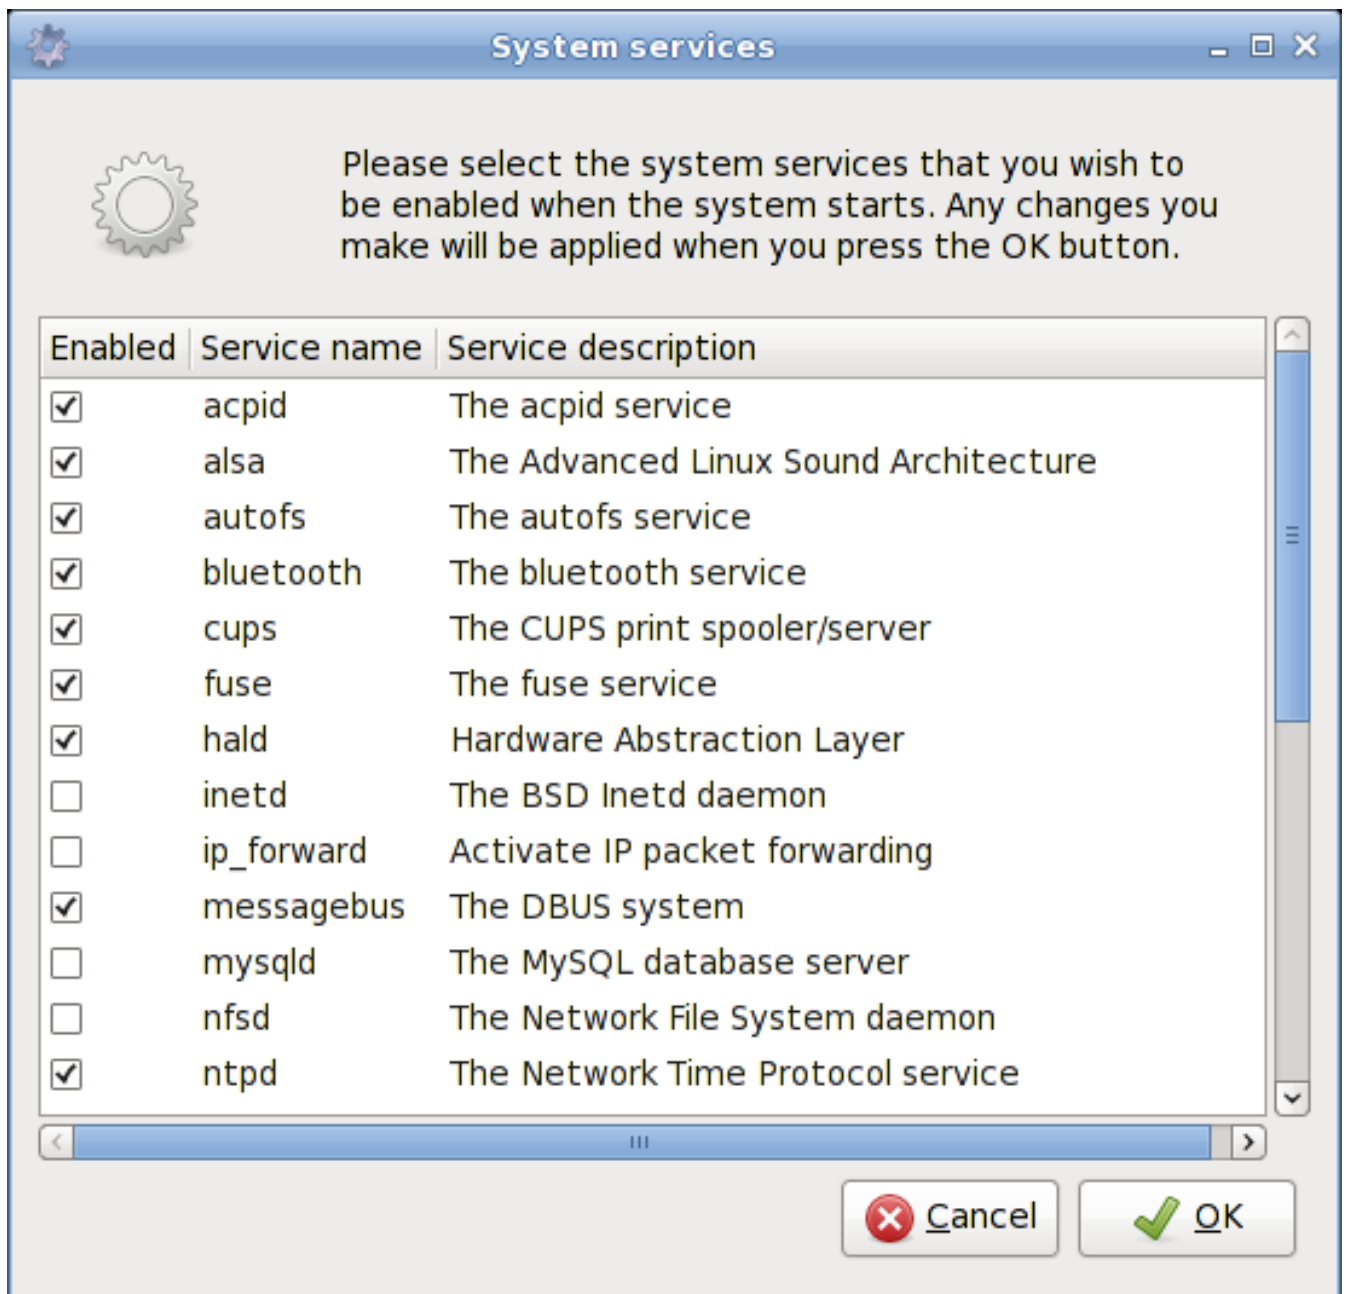 System services
Please select the system services that you wish to
be enabled when the system starts. Any changes you
make will be applied when you press the OK button.
Enabled Service name Service description
acpid The acpid service
alsa The Advanced Linux Sound Architecture
autofs The autofs service
bluetooth The bluetooth service
cups The CUPS print spooler/server
fuse The fuse service
hald Hardware Abstraction Layer
inetd The BSD Inetd daemon
ip_forward Activate IP packet forwarding
messagebus The DBUS system
mysqld The MySQL database server
nfsd The Network File System daemon
ntpd The Network Time Protocol service
Cancel OK